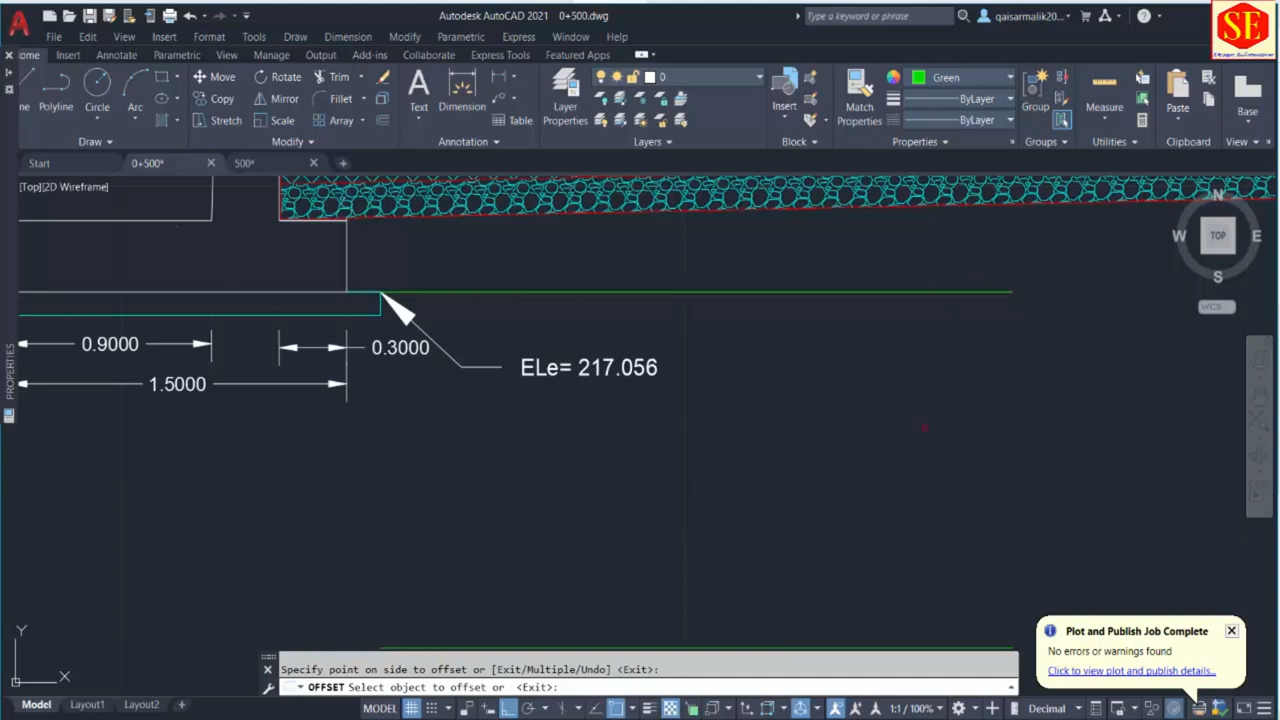 Autodesk AutoCAD 2021 0+500.dwg
Type a keyword or phrase
qaisarmalik20...
SE
File Edit View Insert Format Tools Draw Dimension Modify Parametric Express Window Help
ome Insert Annotate Parametric View Manage Output Add-ins Collaborate Express Tools Featured Apps
Move Rotate Trim
ne Polyline Circle Arc
Copy Mirror Fillet
Stretch Scale Array
Text Dimension Table
Layer Properties
0
Insert
Match Properties
Green
ByLayer
ByLayer
Group
Measure
Paste
Base
Draw Modify Annotation Layers Block Properties Groups Utilities Clipboard View
Start 0+500* 500*
[Top][2D Wireframe]
N
W TOP E
S
WCS
0.9000 0.3000
ELe= 217.056
1.5000
PROPERTIES
Plot and Publish Job Complete
No errors or warnings found
Click to view plot and publish details...
Y
X
Specify point on side to offset or [Exit/Multiple/Undo] <Exit>:
OFFSET Select object to offset or <Exit>:
Model Layout1 Layout2
MODEL 1:1 / 100% Decimal